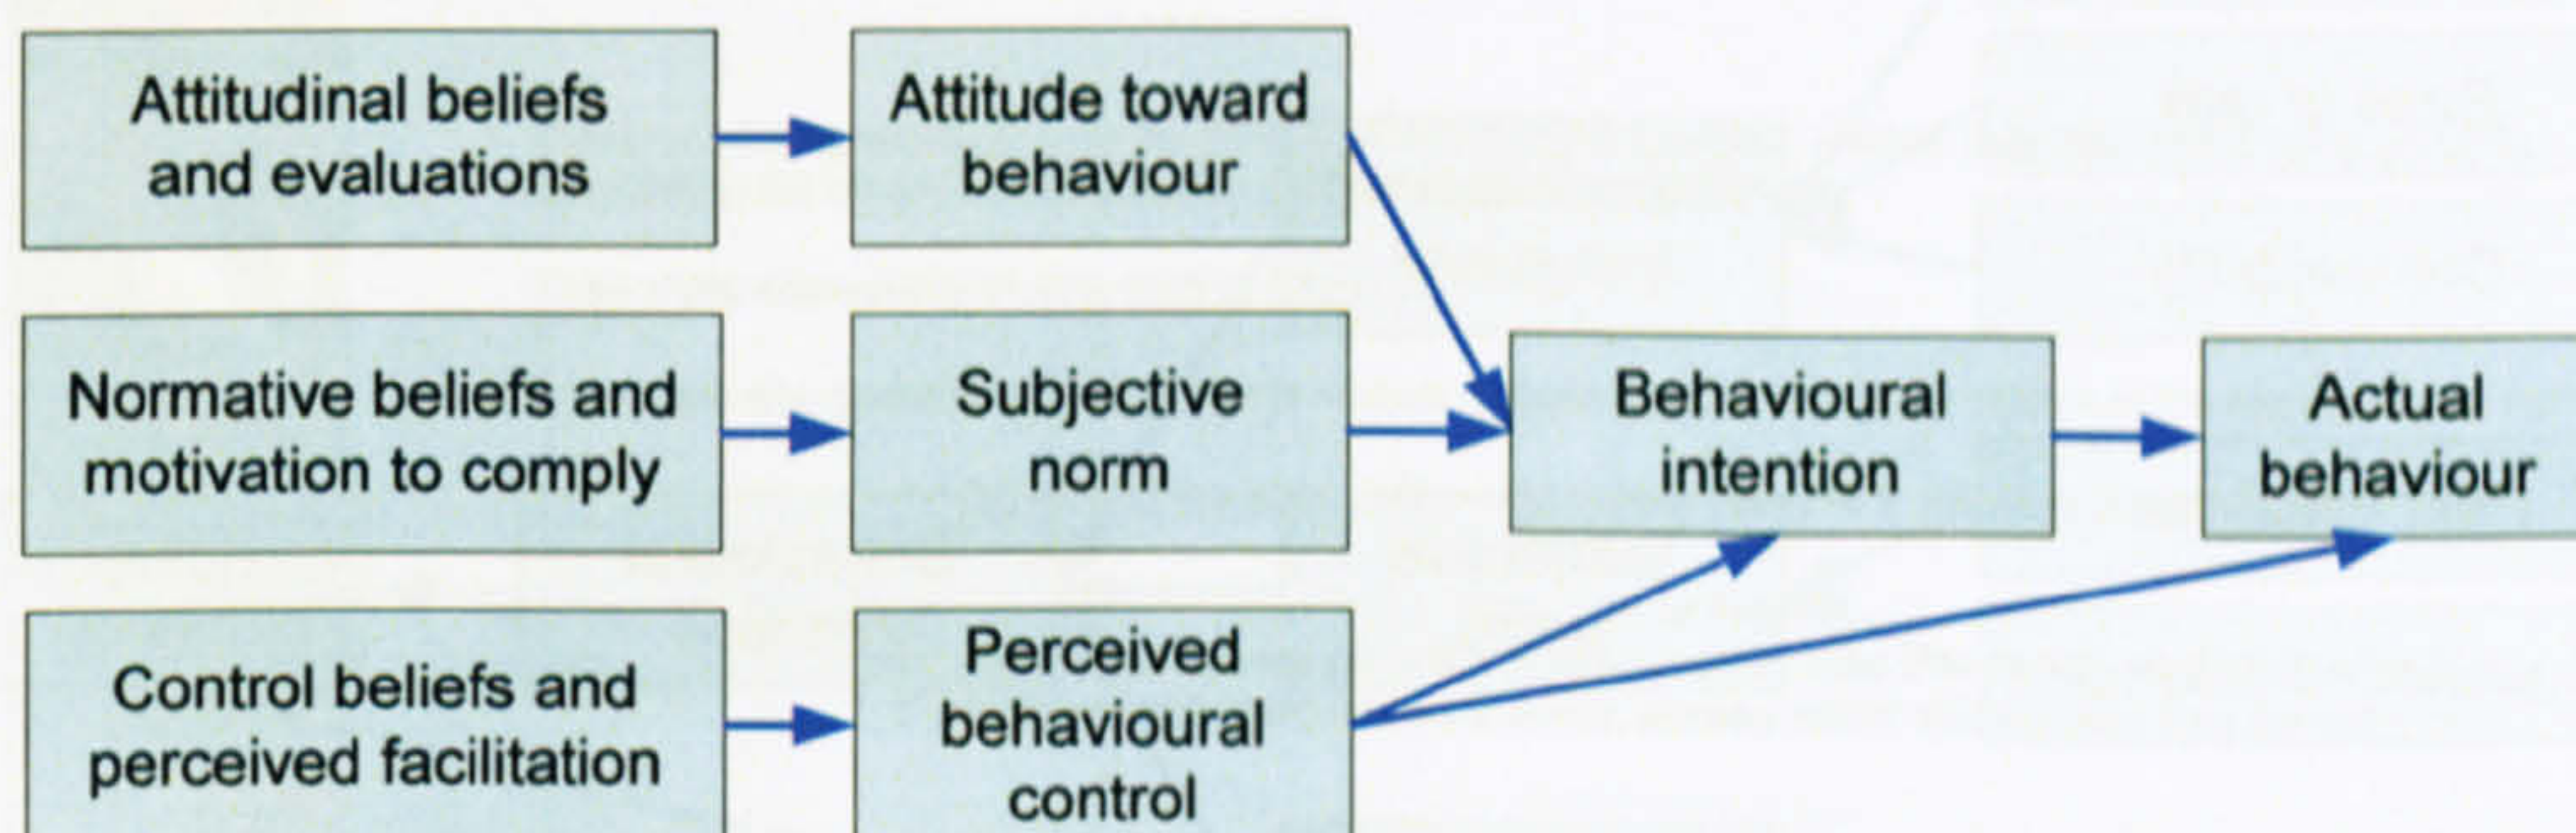 Attitudinal beliefs
and evaluations
Attitude toward
behaviour
Normative beliefs and
motivation to comply
Subjective
norm
Behavioural
intention
Actual
behaviour
Control beliefs and
perceived facilitation
Perceived
behavioural
control